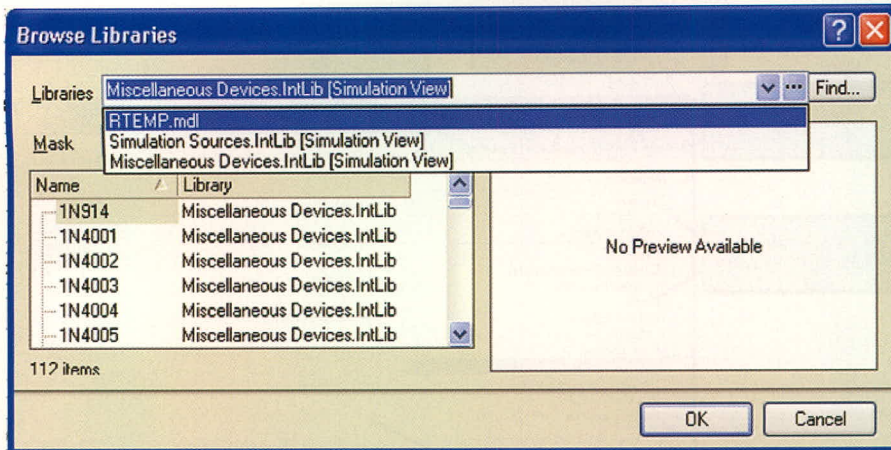 Browse Libraries
Libraries Miscellaneous Devices.IntLib [Simulation View] Find...
RTEMP.mdl
Simulation Sources.IntLib [Simulation View]
Miscellaneous Devices.IntLib [Simulation View]
Mask
Name Library
1N914 Miscellaneous Devices.IntLib
1N4001 Miscellaneous Devices.IntLib
1N4002 Miscellaneous Devices.IntLib
1N4003 Miscellaneous Devices.IntLib
1N4004 Miscellaneous Devices.IntLib
1N4005 Miscellaneous Devices.IntLib
No Preview Available
112 items
OK Cancel